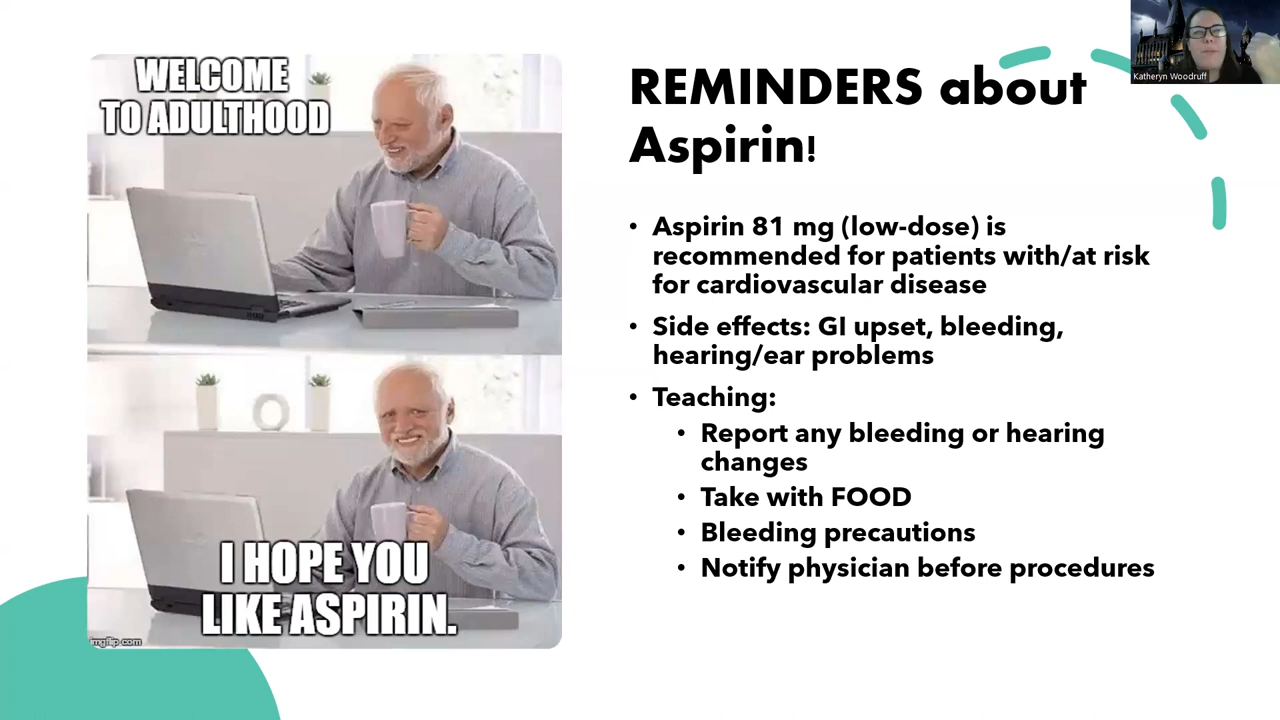 WELCOME
TO ADULTHOOD
I HOPE YOU
LIKE ASPIRIN.
imgflip.com
REMINDERS about
Aspirin!
• Aspirin 81 mg (low-dose) is
recommended for patients with/at risk
for cardiovascular disease
• Side effects: GI upset, bleeding,
hearing/ear problems
• Teaching:
• Report any bleeding or hearing
changes
• Take with FOOD
• Bleeding precautions
• Notify physician before procedures
Katheryn Woodruff